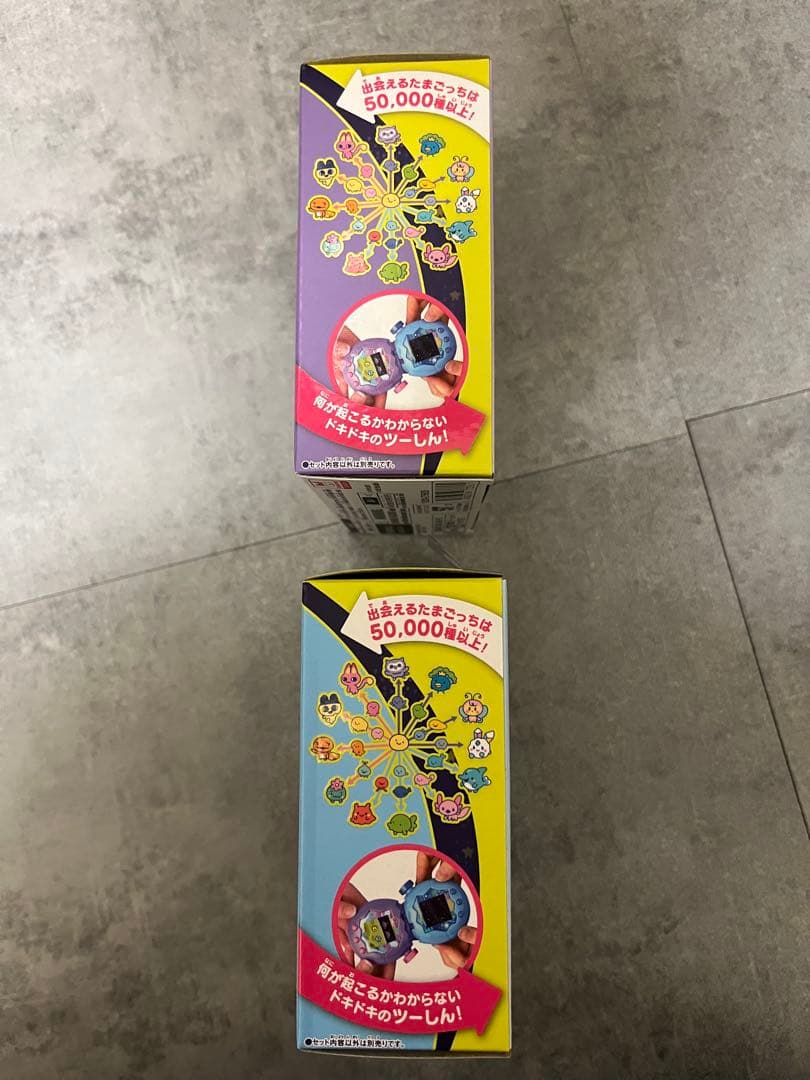 出会えるたまごっちは
50,000種以上!
何が起こるかわからない
ドキドキのツーしん!
●セット内容以外は別売りです。
出会えるたまごっちは
50,000種以上!
何が起こるかわからない
ドキドキのツーしん!
●セット内容以外は別売りです。